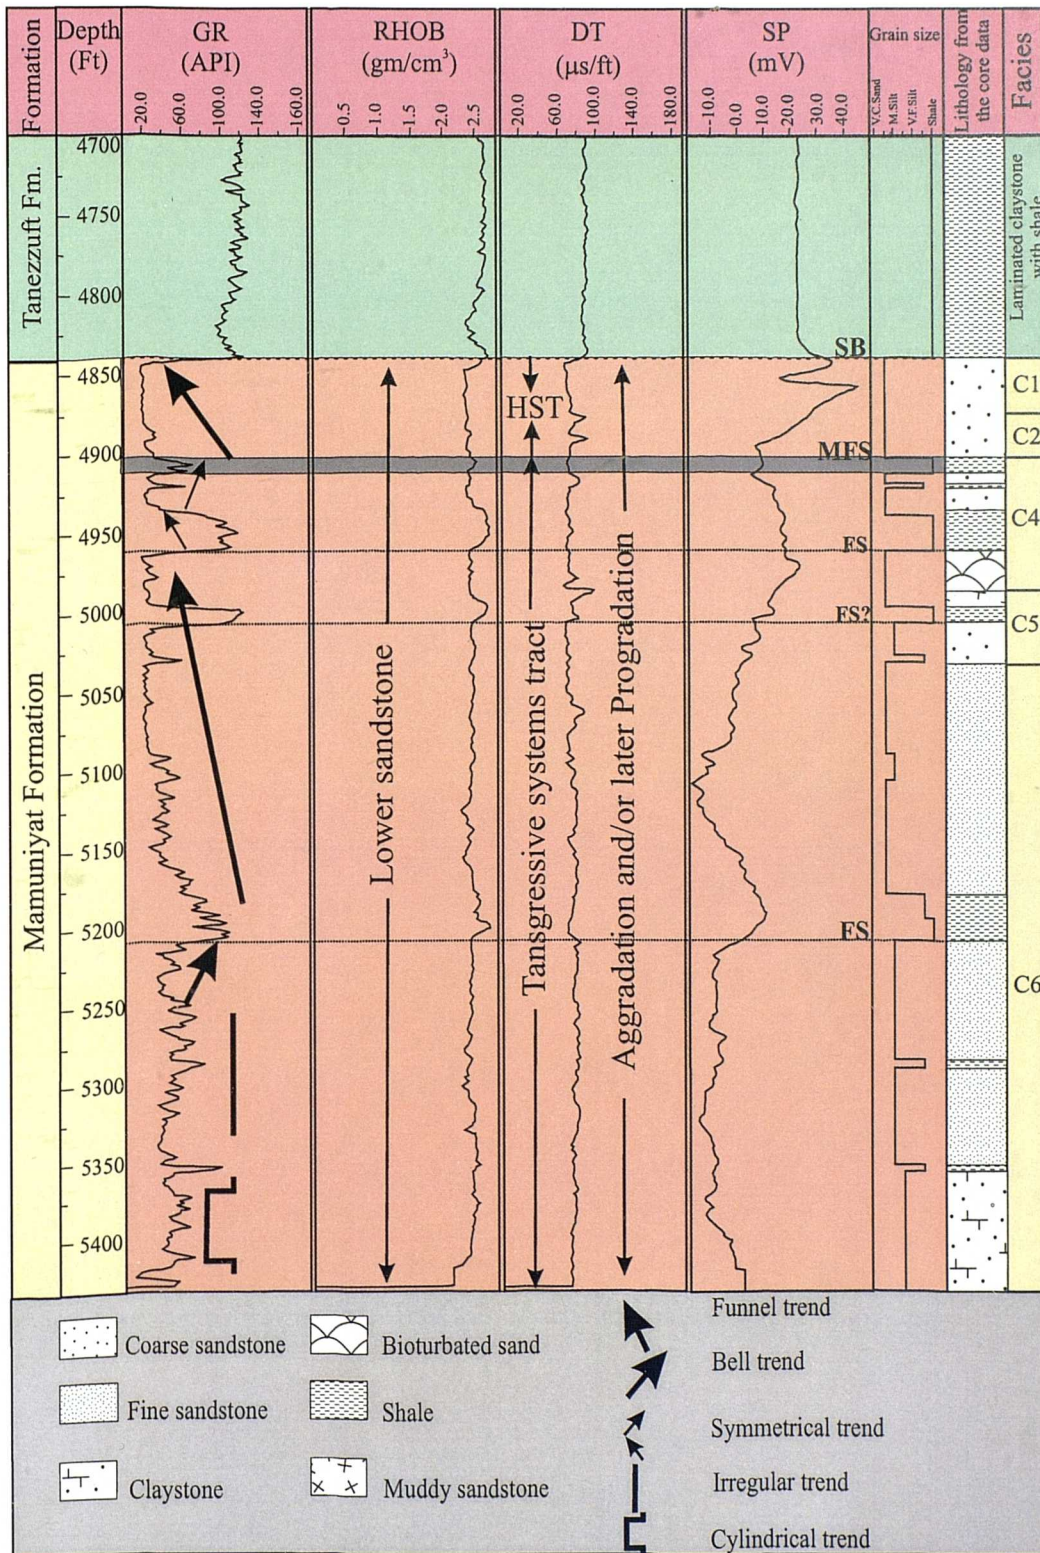 Formation
Depth
(Ft)
GR
(API)
20.0
60.0
100.0
140.0
1600.0
RHOB
(gm/cm³)
0.5
1.0
1.5
2.5
DT
(μs/ft)
20.0
60.0
100.0
140.0
1800.0
SP
(mV)
-10.0
0.0
10.0
20.0
30.0
40.0
Grain size
V.C.Sand
M.Silt
V.F.Silt
Shale
Lithology from
the core data
Facies
Tanezzuft Fm.
Mamuniyat Formation
4700
4750
4800
4850
4900
4950
5000
5050
5100
5150
5200
5250
5300
5350
5400
Lower sandstone
HST
Tansgressive systems tract
Aggradation and/or later Progradation
SB
MFS
FS
FS?
FS
Laminated claystone
with shale
C1
C2
C4
C5
C6
Coarse sandstone
Fine sandstone
Claystone
Bioturbated sand
Shale
Muddy sandstone
Funnel trend
Bell trend
Symmetrical trend
Irregular trend
Cylindrical trend